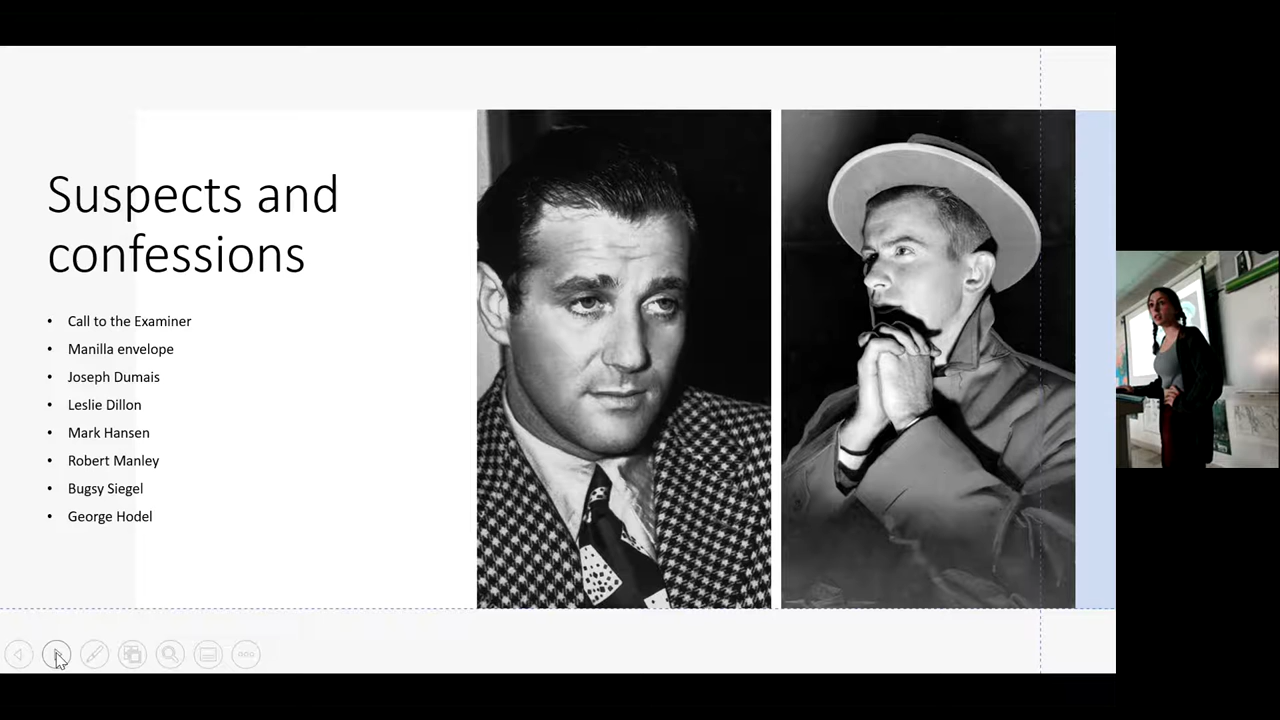 Suspects and
confessions
• Call to the Examiner
• Manilla envelope
• Joseph Dumais
• Leslie Dillon
• Mark Hansen
• Robert Manley
• Bugsy Siegel
• George Hodel